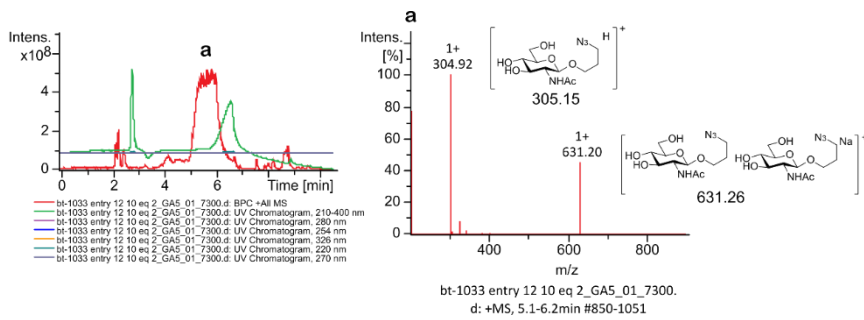 Intens.
x10⁸
a
6
4
2
0
0 2 4 6 8
Time [min]
bt-1033 entry 12 10 eq 2_GA5_01_7300.d: BPC +All MS
bt-1033 entry 12 10 eq 2_GA5_01_7300.d: UV Chromatogram, 210-400 nm
bt-1033 entry 12 10 eq 2_GA5_01_7300.d: UV Chromatogram, 280 nm
bt-1033 entry 12 10 eq 2_GA5_01_7300.d: UV Chromatogram, 254 nm
bt-1033 entry 12 10 eq 2_GA5_01_7300.d: UV Chromatogram, 326 nm
bt-1033 entry 12 10 eq 2_GA5_01_7300.d: UV Chromatogram, 220 nm
bt-1033 entry 12 10 eq 2_GA5_01_7300.d: UV Chromatogram, 270 nm
a
Intens.
[%]
100
80
60
40
20
0
1+
304.92
N₃ H +
OH
HO O O
HO NHAc
305.15
1+
631.20
N₃ N₃ Na +
OH OH
HO O O HO O O
HO NHAc HO NHAc
631.26
400 600 800
m/z
bt-1033 entry 12 10 eq 2_GA5_01_7300.
d: +MS, 5.1-6.2min #850-1051